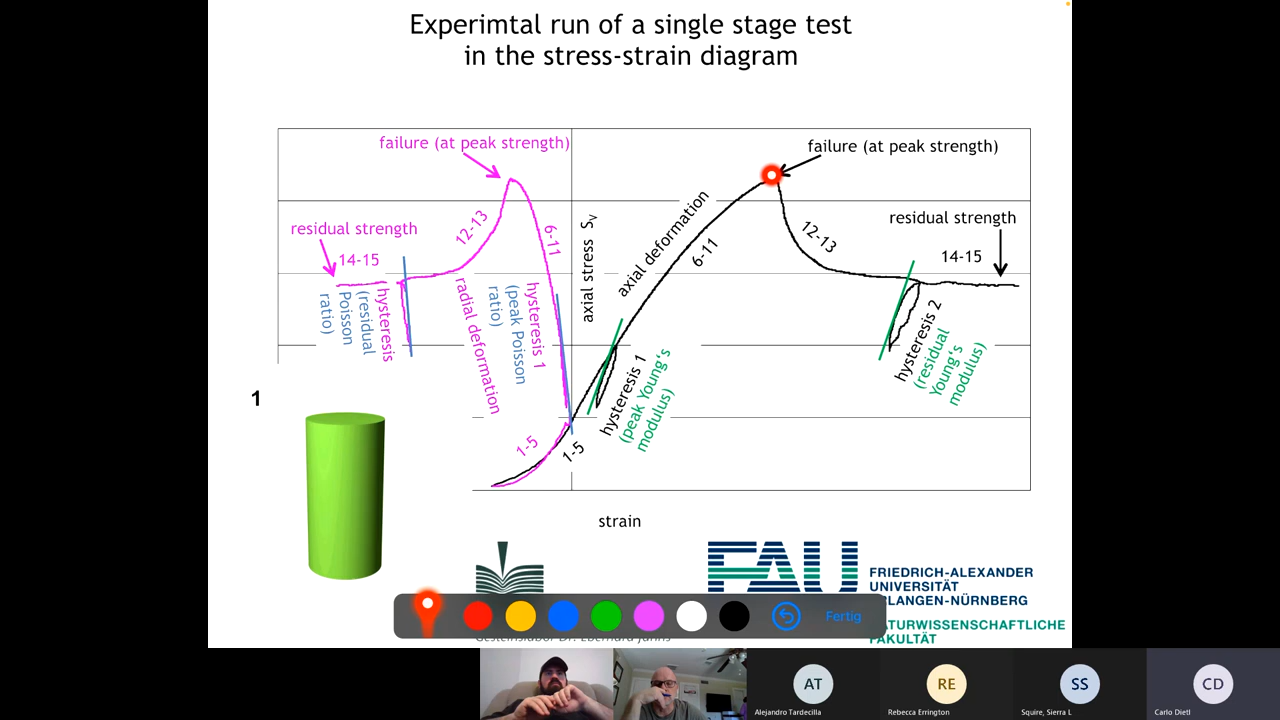 Experimtal run of a single stage test
in the stress-strain diagram
failure (at peak strength)
failure (at peak strength)
residual strength
residual strength
14-15
12-13
6-11
axial stress SV
axial deformation
6-11
12-13
14-15
hysteresis
(residual
Poisson
ratio)
radial deformation
hysteresis 1
(peak Poisson
ratio)
hysteresis 1
(peak Young's
modulus)
hysteresis 2
(residual
Young's
modulus)
1-5
1-5
1
strain
FAU
FRIEDRICH-ALEXANDER
UNIVERSITÄT
ERLANGEN-NÜRNBERG
NATURWISSENSCHAFTLICHE
FAKULTÄT
Fertig
Gesteinslabor Dr. Eberhard Jahns
AT
RE
SS
CD
Alejandro Tardecilla
Rebecca Errington
Squire, Sierra L
Carlo Dietl